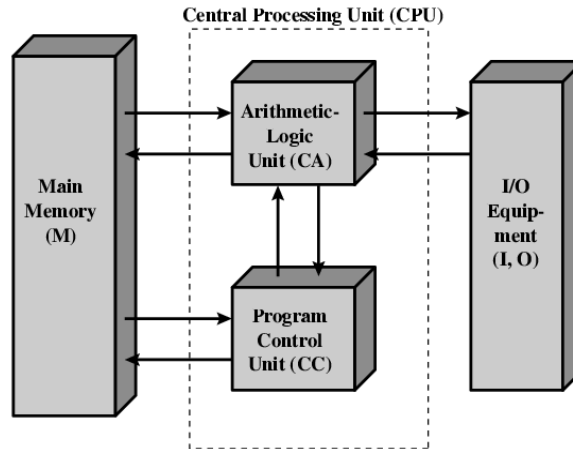 Central Processing Unit (CPU)
Main
Memory
(M)
Arithmetic-
Logic
Unit (CA)
Program
Control
Unit (CC)
I/O
Equip-
ment
(I, O)